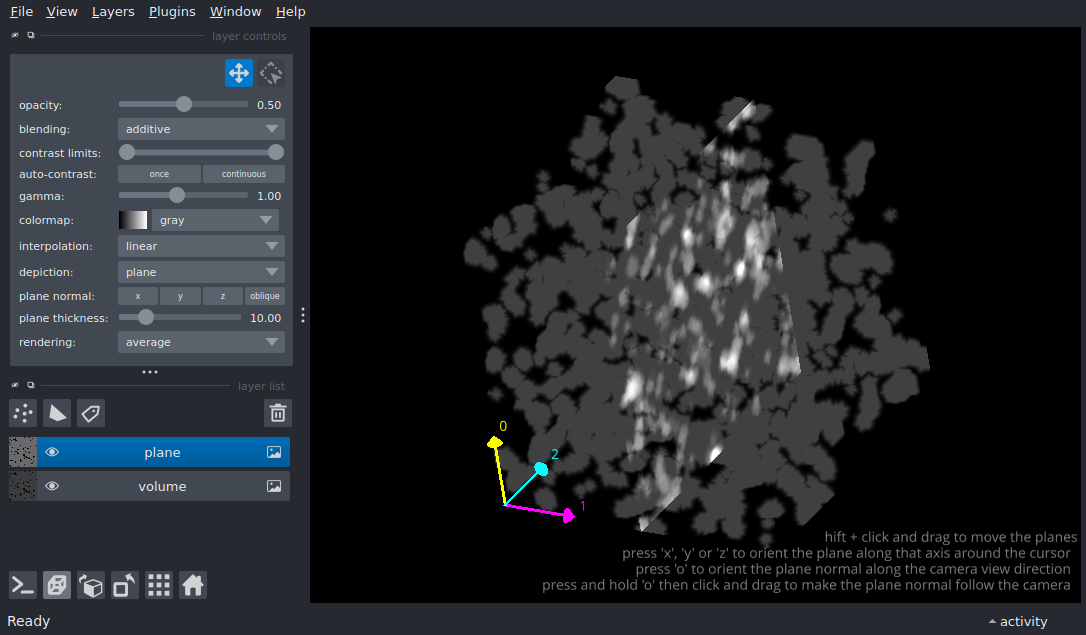 File View Layers Plugins Window Help
layer controls
opacity: 0.50
blending: additive
contrast limits:
auto-contrast: once continuous
gamma: 1.00
colormap: gray
interpolation: linear
depiction: plane
plane normal: x y z oblique
plane thickness: 10.00
rendering: average
layer list
plane
volume
0
2
1
hift + click and drag to move the planes
press 'x', 'y' or 'z' to orient the plane along that axis around the cursor
press 'o' to orient the plane normal along the camera view direction
press and hold 'o' then click and drag to make the plane normal follow the camera
Ready activity